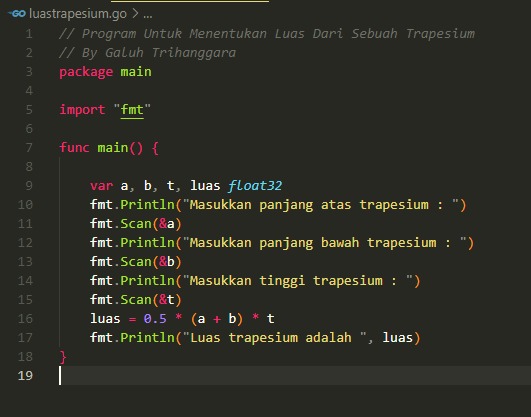 GO luastrapesium.go > ...
1 // Program Untuk Menentukan Luas Dari Sebuah Trapesium
2 // By Galuh Trihanggara
3 package main
4
5 import "fmt"
6
7 func main() {
8
9 var a, b, t, luas float32
10 fmt.Println("Masukkan panjang atas trapesium : ")
11 fmt.Scan(&a)
12 fmt.Println("Masukkan panjang bawah trapesium : ")
13 fmt.Scan(&b)
14 fmt.Println("Masukkan tinggi trapesium : ")
15 fmt.Scan(&t)
16 luas = 0.5 * (a + b) * t
17 fmt.Println("Luas trapesium adalah ", luas)
18 }
19